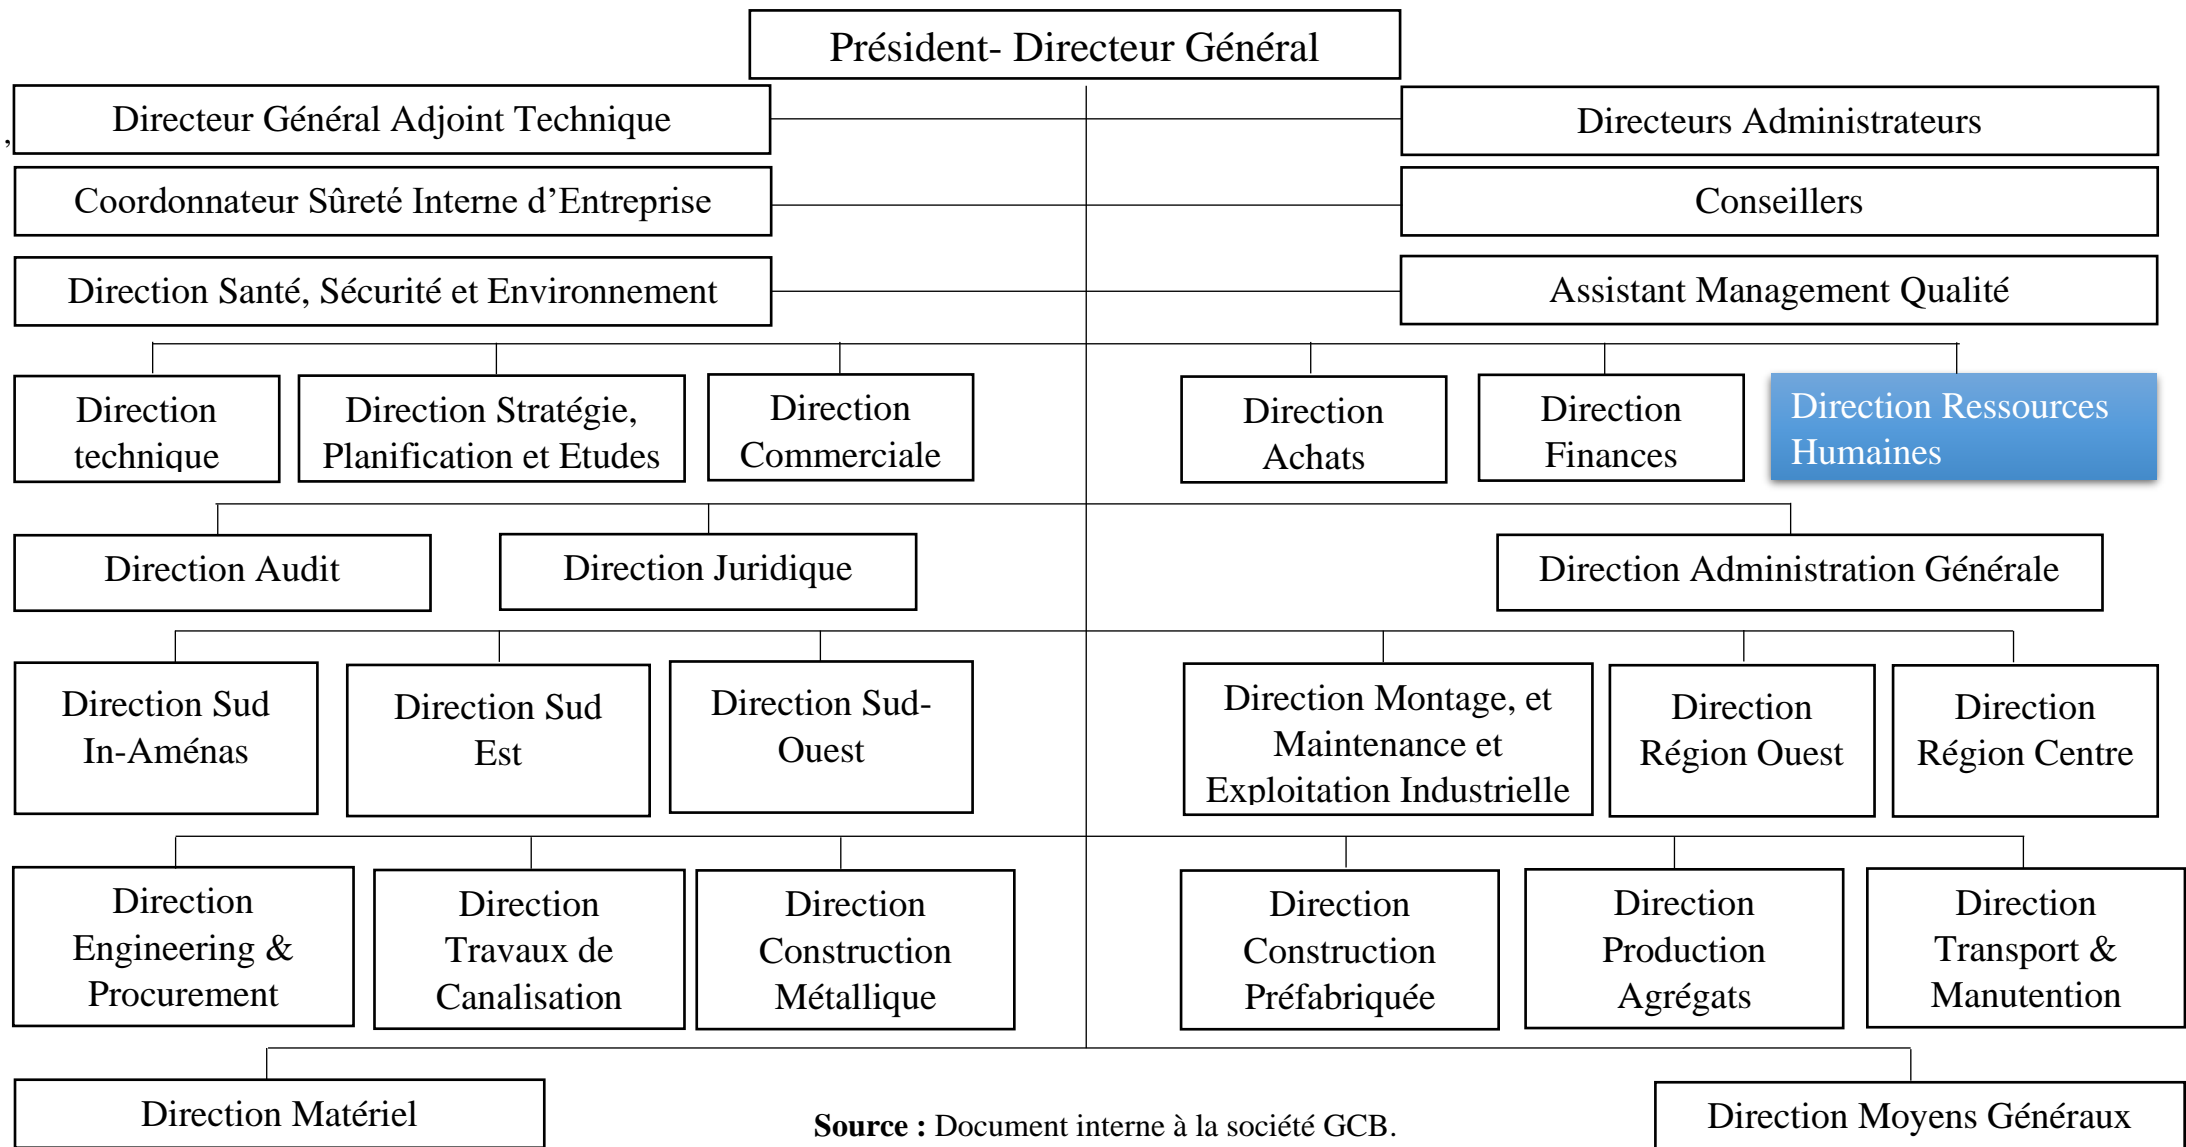 Président- Directeur Général
Directeur Général Adjoint Technique
Directeurs Administrateurs
,
Coordonnateur Sûreté Interne d’Entreprise
Conseillers
Direction Santé, Sécurité et Environnement
Assistant Management Qualité
Direction
technique
Direction Stratégie,
Planification et Etudes
Direction
Commerciale
Direction
Achats
Direction
Finances
Direction Ressources
Humaines
Direction Audit
Direction Juridique
Direction Administration Générale
Direction Sud
In-Aménas
Direction Sud
Est
Direction Sud-
Ouest
Direction Montage, et
Maintenance et
Exploitation Industrielle
Direction
Région Ouest
Direction
Région Centre
Direction
Engineering &
Procurement
Direction
Travaux de
Canalisation
Direction
Construction
Métallique
Direction
Construction
Préfabriquée
Direction
Production
Agrégats
Direction
Transport &
Manutention
Direction Matériel
Direction Moyens Généraux
Source : Document interne à la société GCB.